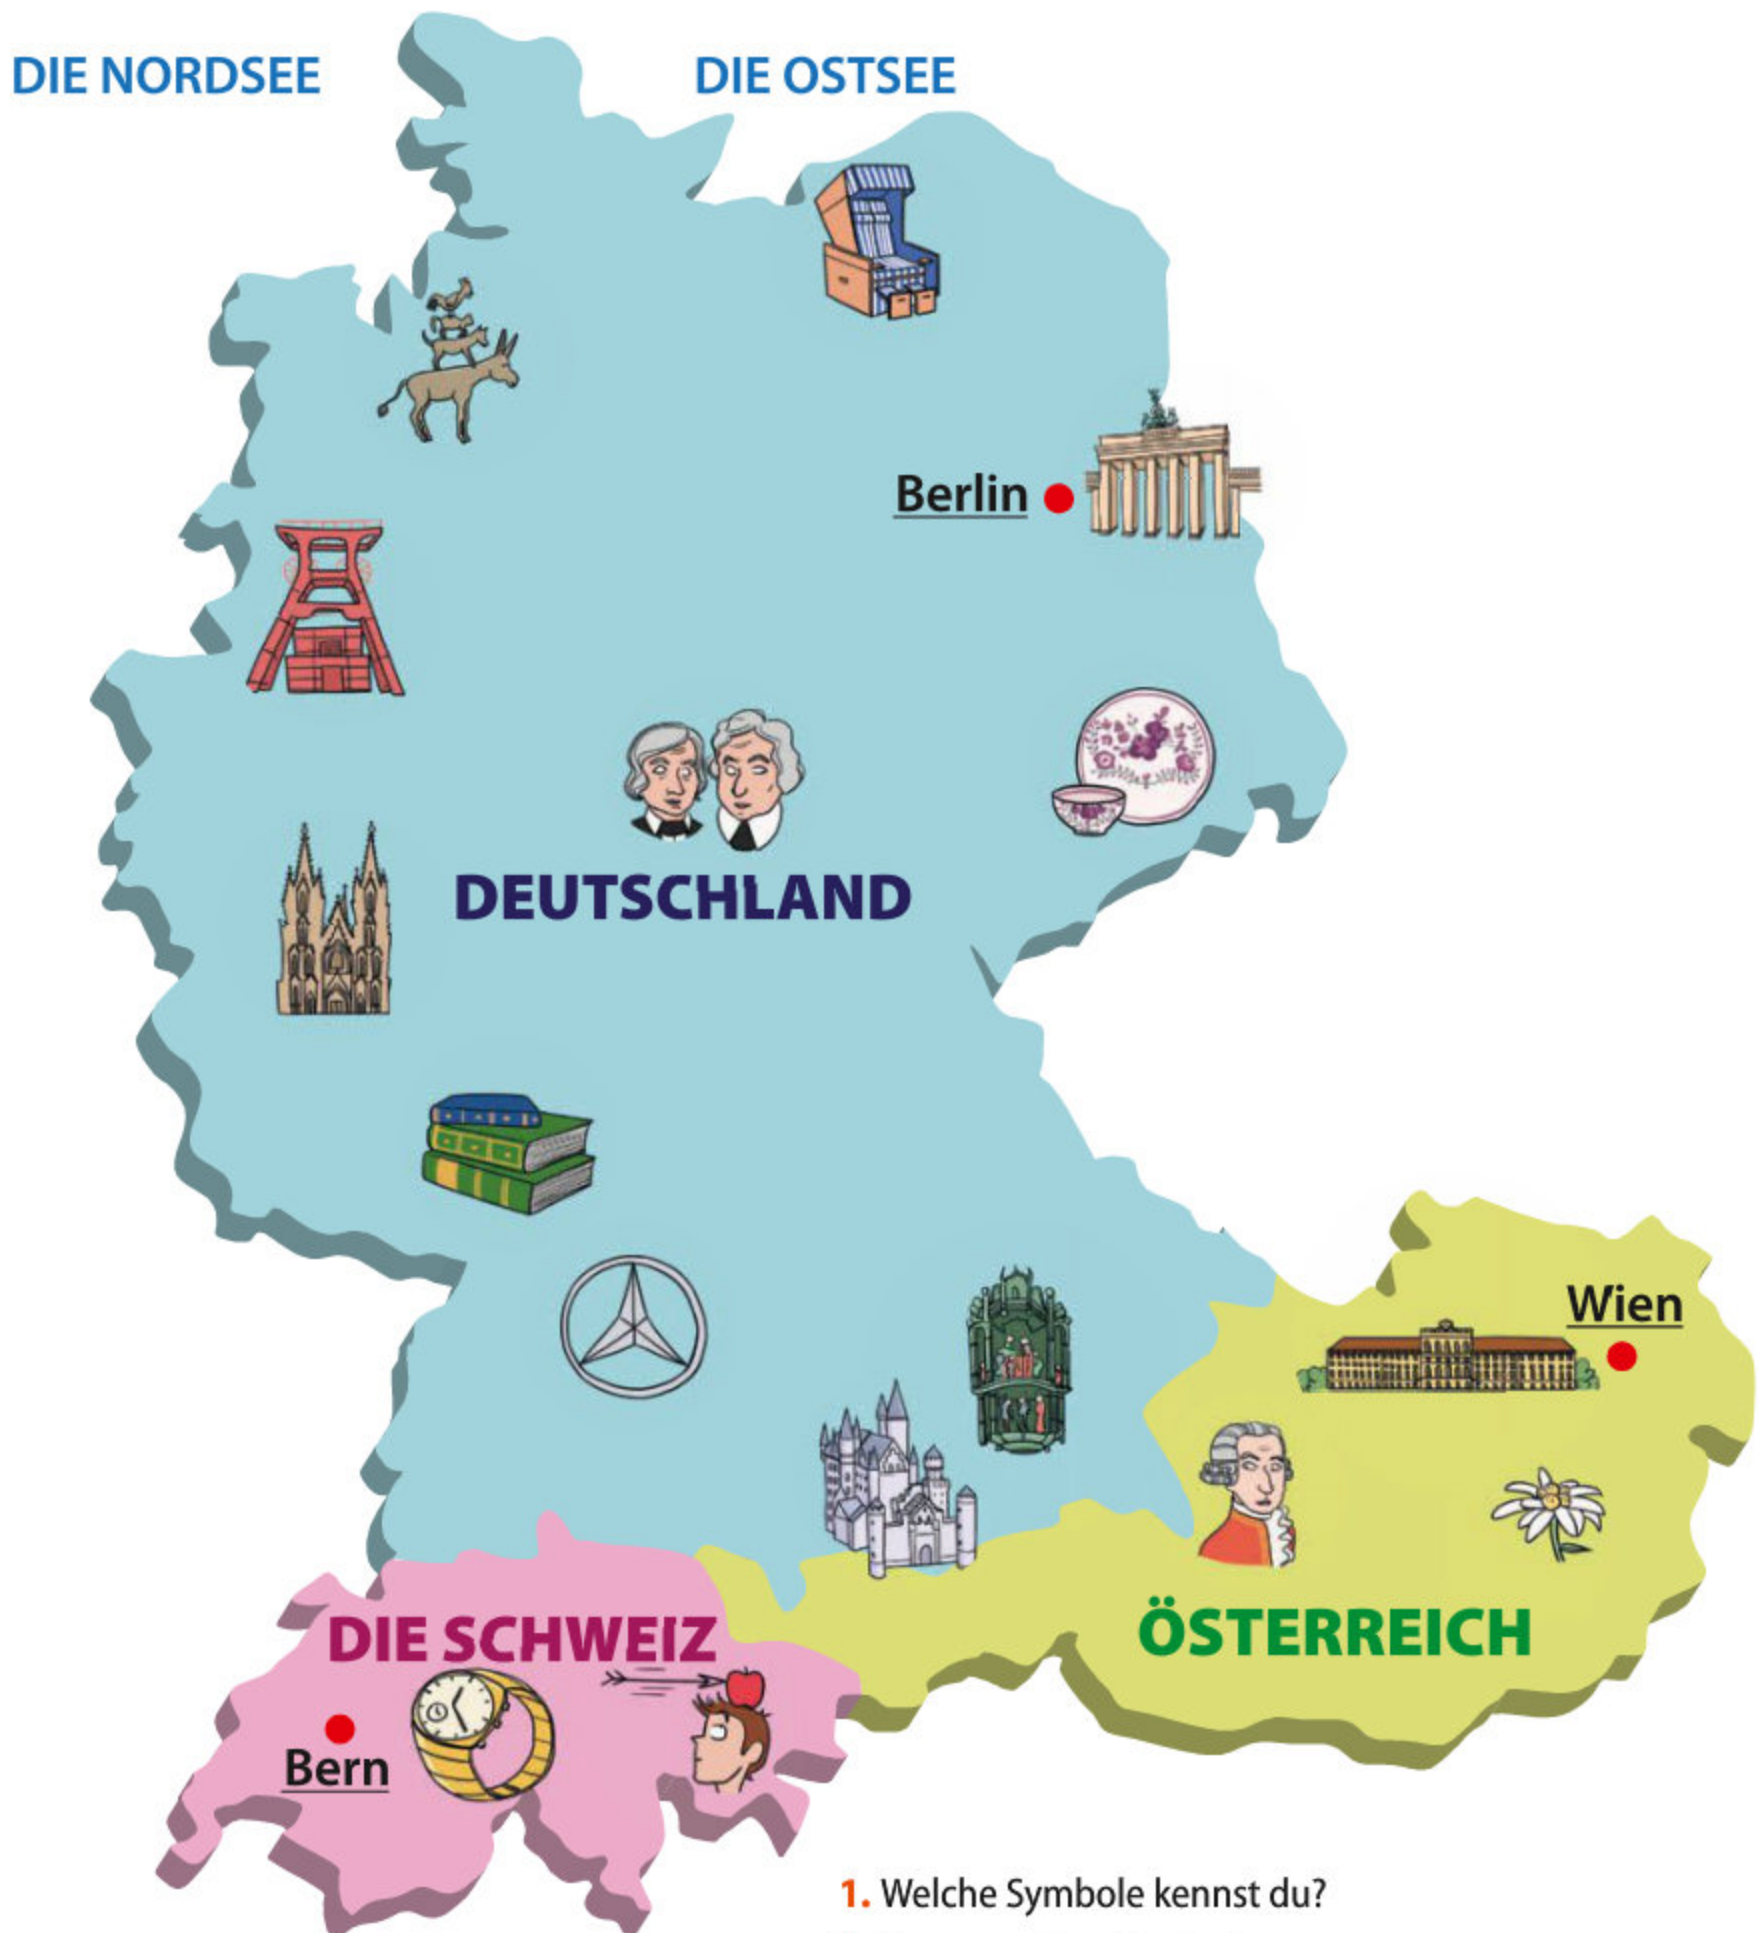 DIE NORDSEE
DIE OSTSEE
Berlin
DEUTSCHLAND
Wien
ÖSTERREICH
DIE SCHWEIZ
Bern
1. Welche Symbole kennst du?